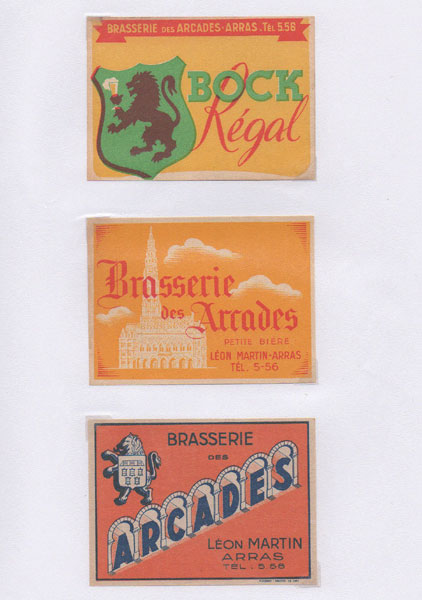 BRASSERIE DES ARCADES-ARRAS. TÉL. 5.56
BOCK
Régal
Brasserie
des Arcades
PETITE BIÈRE
LÉON MARTIN-ARRAS
TÉL. 5-56
BRASSERIE
DES
ARCADES
LÉON MARTIN
ARRAS
TÉL. 5.56